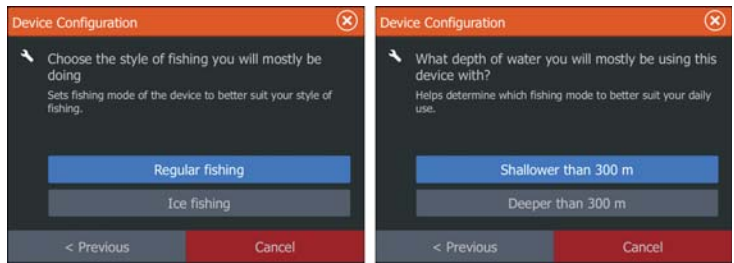 Device Configuration
Choose the style of fishing you will mostly be
doing
Sets fishing mode of the device to better suit your style of
fishing.
Regular fishing
Ice fishing
< Previous
Cancel
Device Configuration
What depth of water you will mostly be using this
device with?
Helps determine which fishing mode to better suit your daily
use.
Shallower than 300 m
Deeper than 300 m
< Previous
Cancel